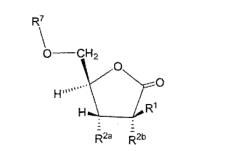 R⁷
O CH₂
O O
H
H R¹
R²ᵃ R²ᵇ